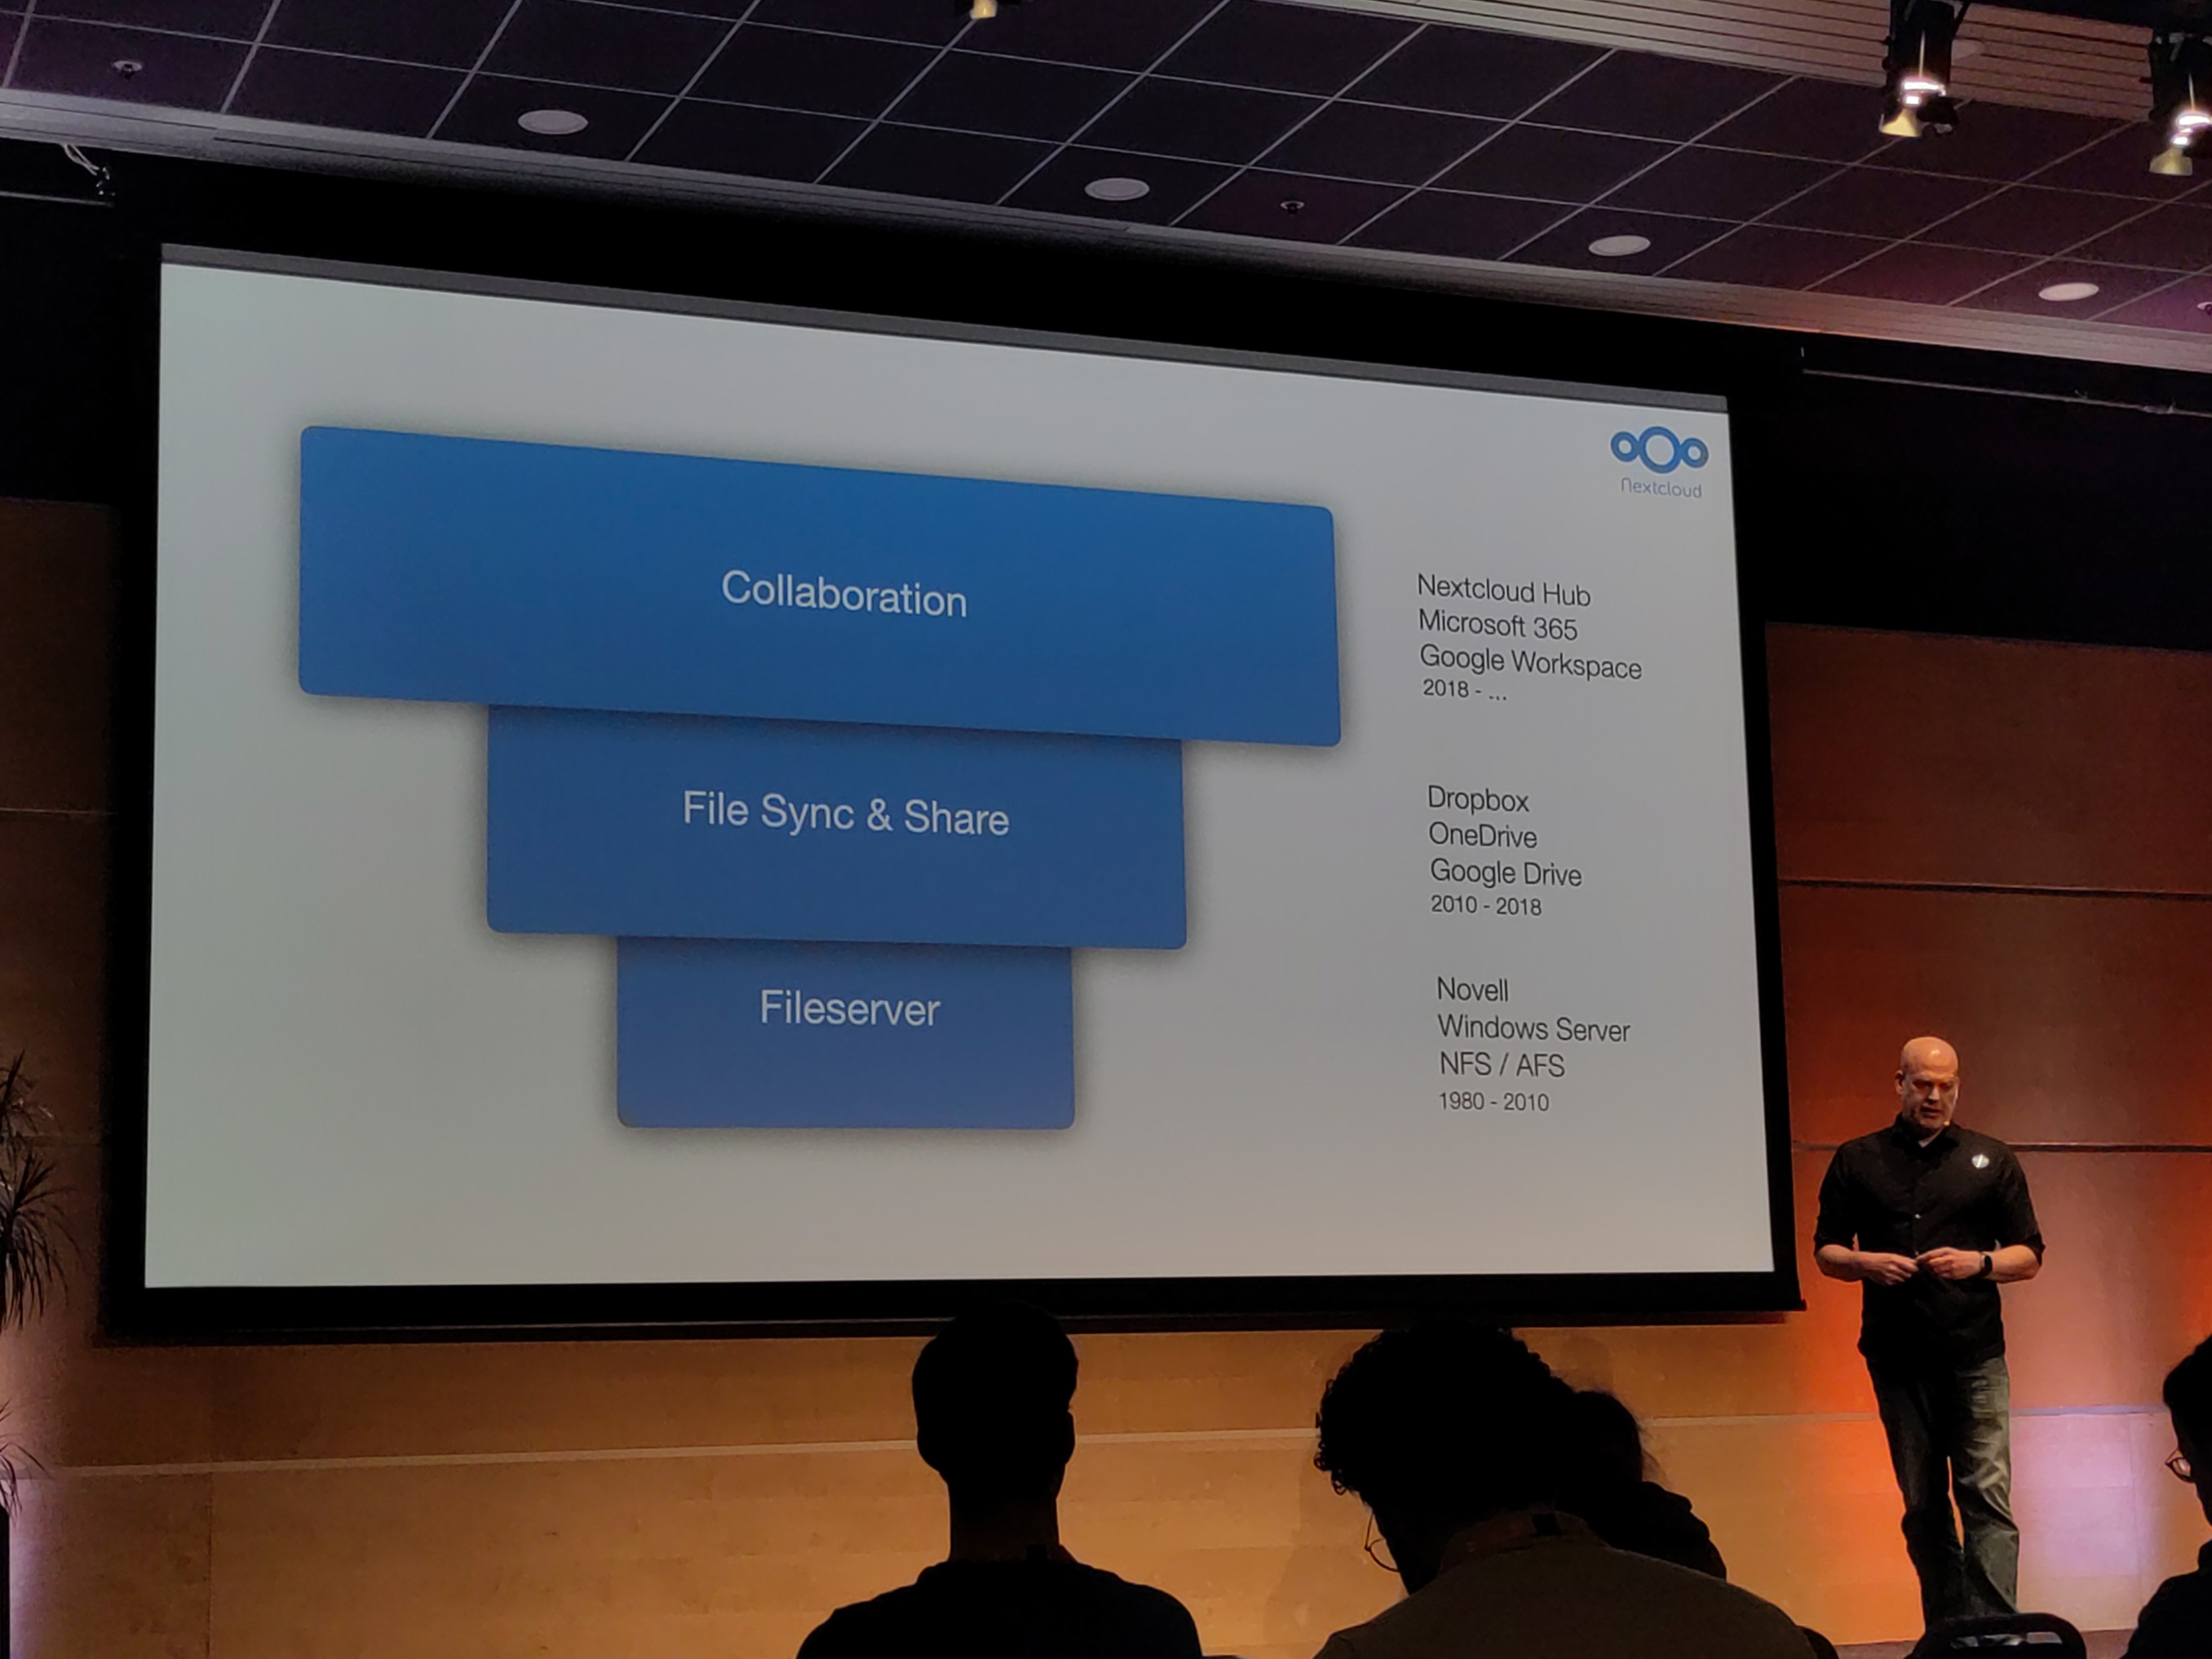 nextcloud
Collaboration
Nextcloud Hub
Microsoft 365
Google Workspace
2018 - ...
File Sync & Share
Dropbox
OneDrive
Google Drive
2010 - 2018
Fileserver
Novell
Windows Server
NFS / AFS
1980 - 2010